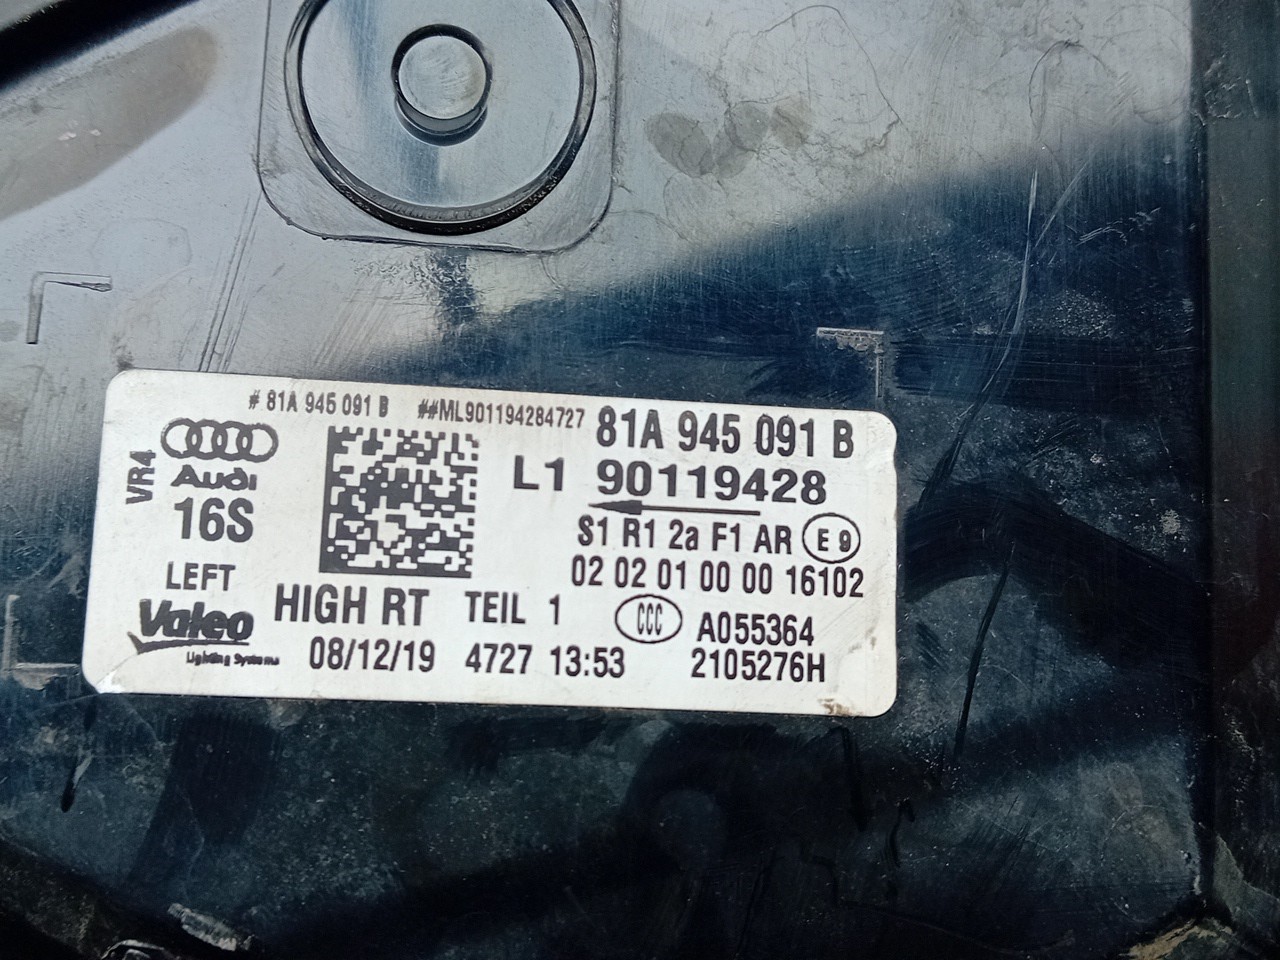 # 81A 945 091 B ##ML901194284727
81A 945 091 B
VR4
Audi
L1 90119428
16S
S1 R1 2a F1 AR E 9
LEFT
02 02 01 00 00 16102
Valeo
HIGH RT TEIL 1
CCC
A055364
Lighting Systems
08/12/19 4727 13:53
2105276H